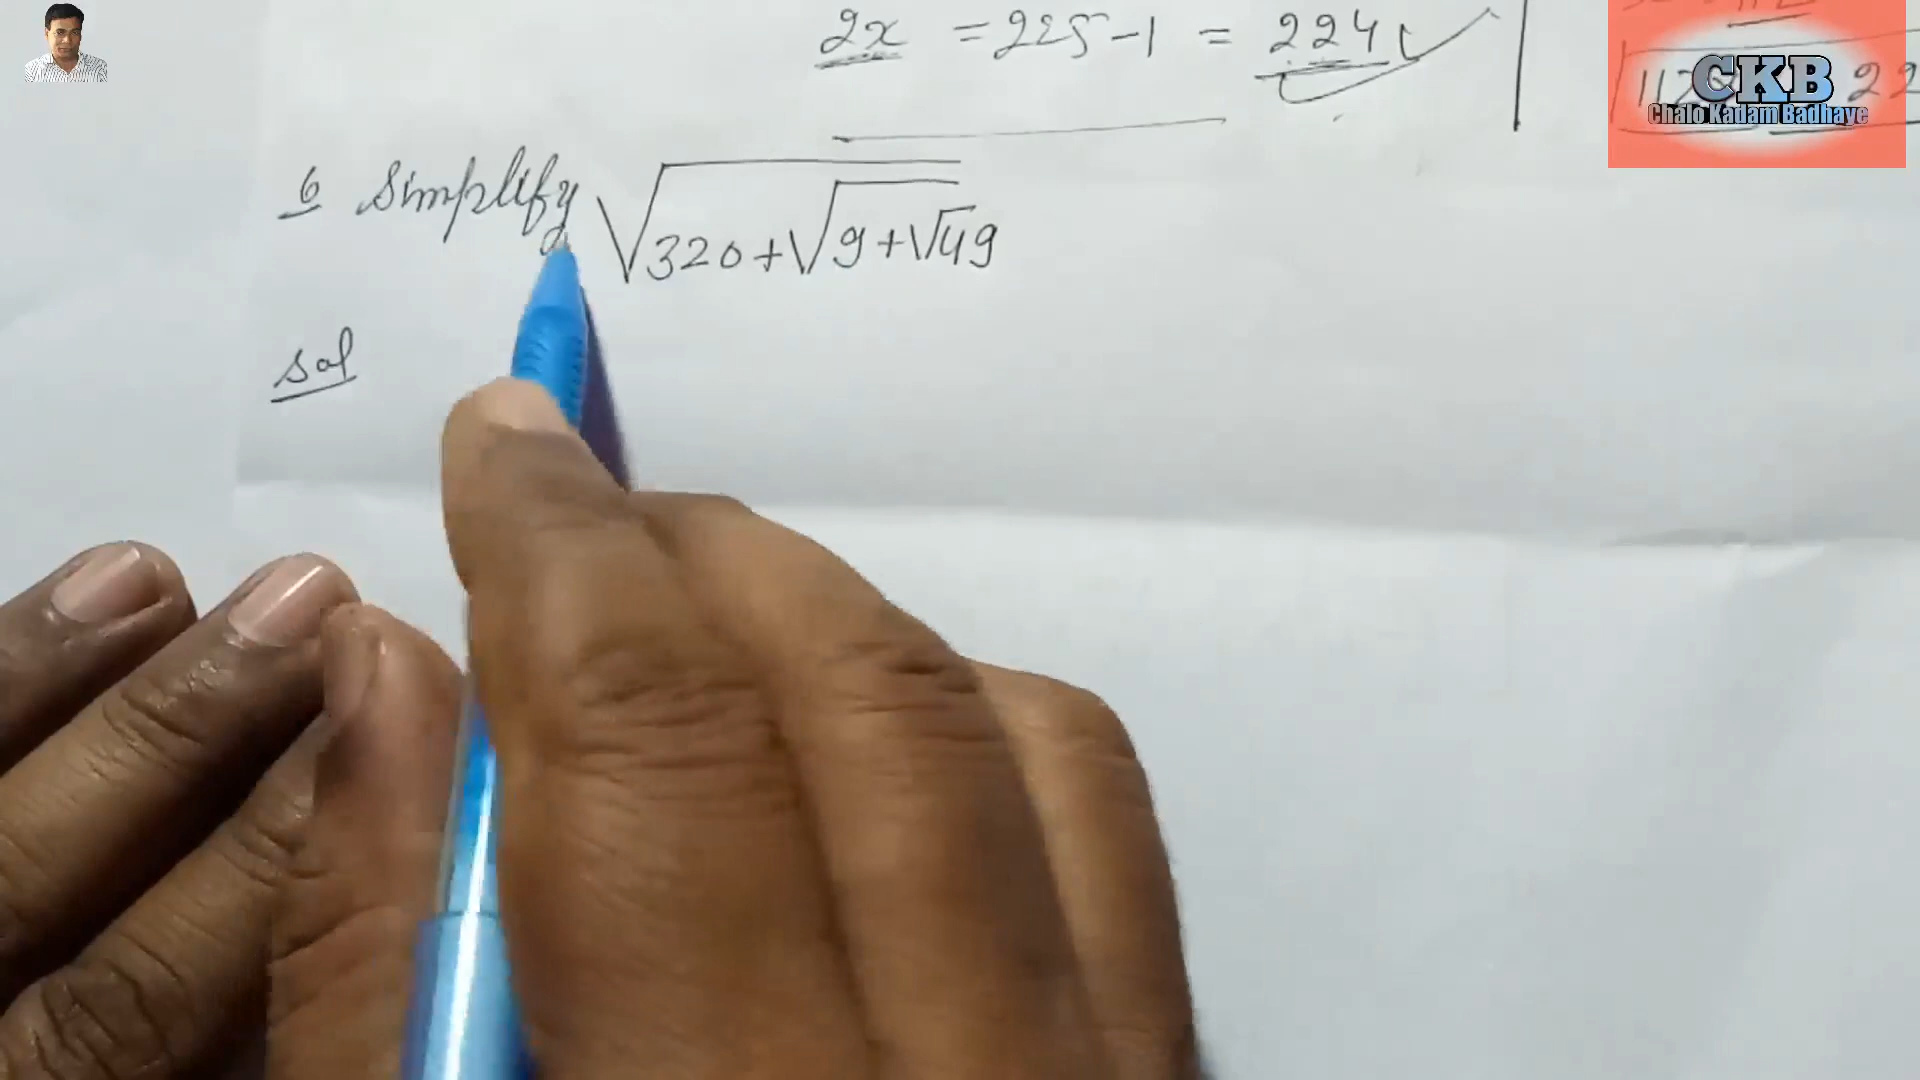 2x = 225-1 = 224
CKB
Chalo Kadam Badhaye
6 Simplify √320+√9+√49
sol